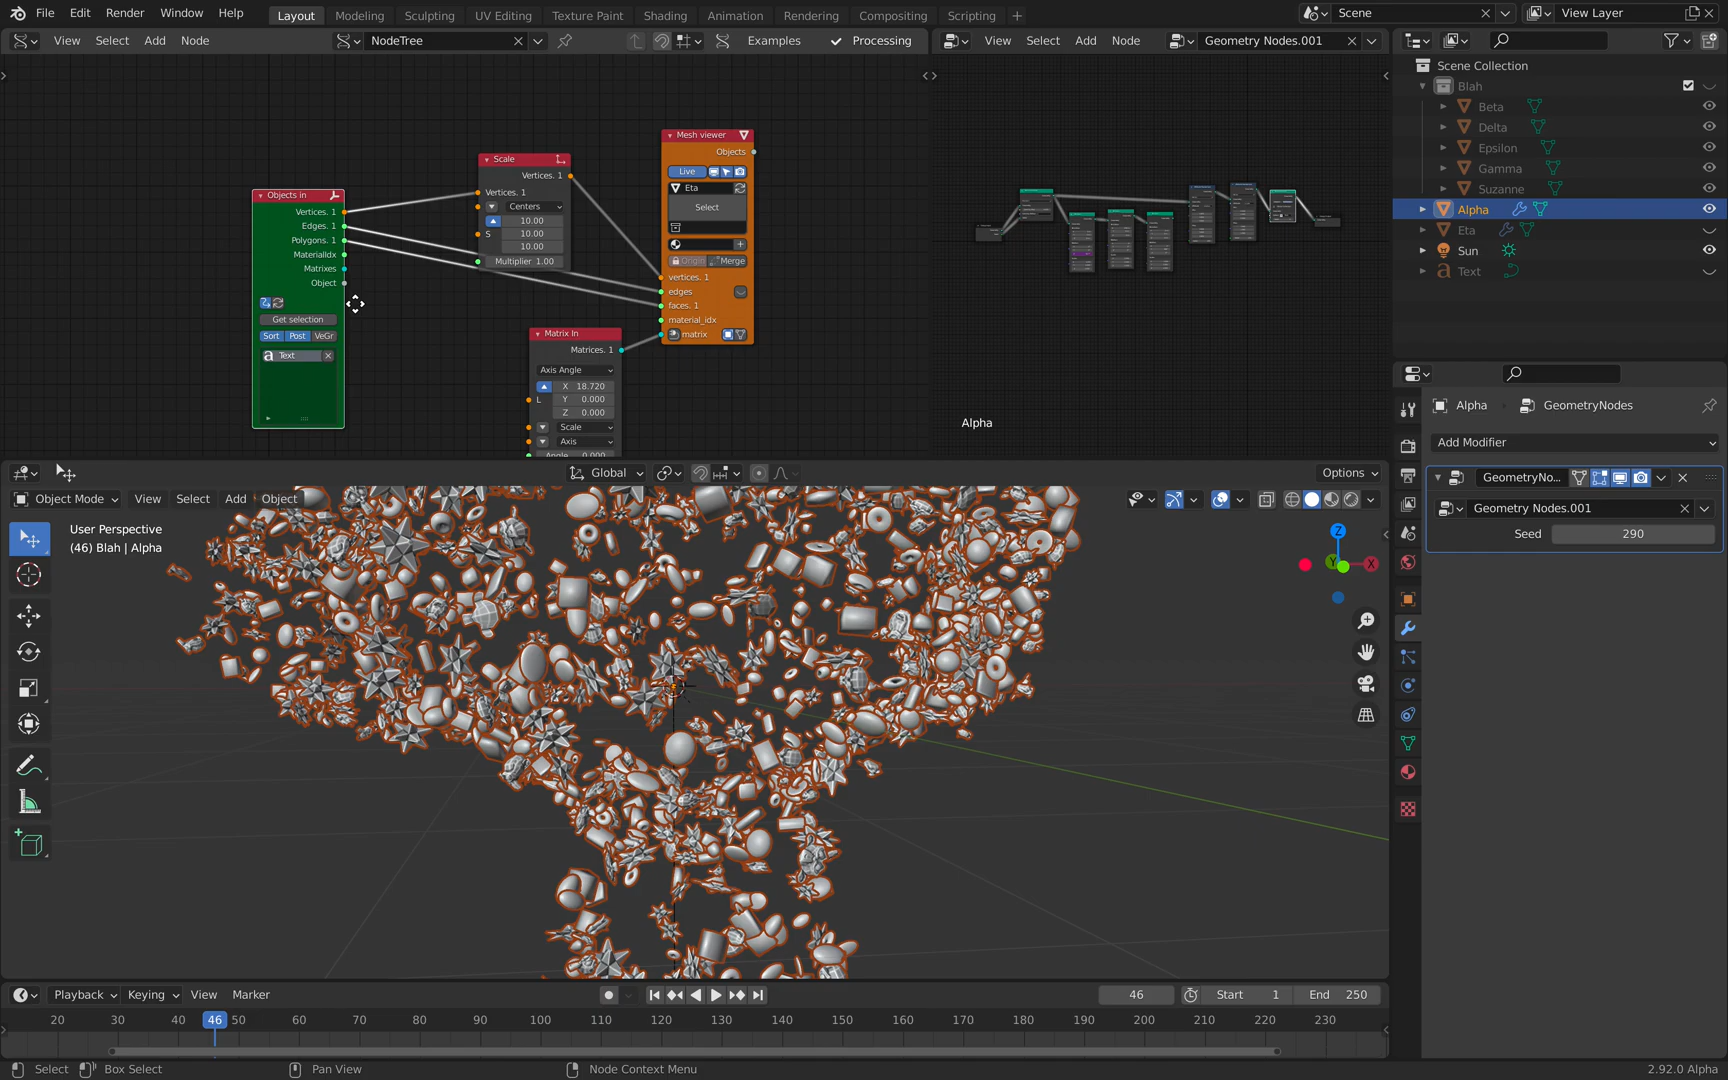 File Edit Render Window Help
Layout Modeling Sculpting UV Editing Texture Paint Shading Animation Rendering Compositing Scripting
Scene
View Layer
View Select Add Node
NodeTree
Examples
Processing
View Select Add Node
Geometry Nodes.001
Objects in
Vertices. 1
Edges. 1
Polygons. 1
MaterialIdx
Matrixes
Object
Get selection
Sort Post VeGr
Text
Scale
Vertices. 1
Vertices. 1
Centers
10.00
S 10.00
10.00
Multiplier 1.00
Matrix In
Matrices. 1
Axis Angle
X 18.720
L Y 0.000
Z 0.000
Scale
Axis
Angle 0.000
Mesh viewer
Objects
Live
Eta
Select
Origin Merge
vertices. 1
edges
faces. 1
material_idx
matrix
Alpha
Scene Collection
Blah
Beta
Delta
Epsilon
Gamma
Suzanne
Alpha
Eta
Sun
Text
Alpha GeometryNodes
Add Modifier
GeometryNo...
Geometry Nodes.001
Seed 290
Global
Options
Object Mode View Select Add Object
User Perspective
(46) Blah | Alpha
Z
Y
X
Playback Keying View Marker
46
Start 1
End 250
20 30 40 46 50 60 70 80 90 100 110 120 130 140 150 160 170 180 190 200 210 220 230
Select Box Select Pan View Node Context Menu 2.92.0 Alpha